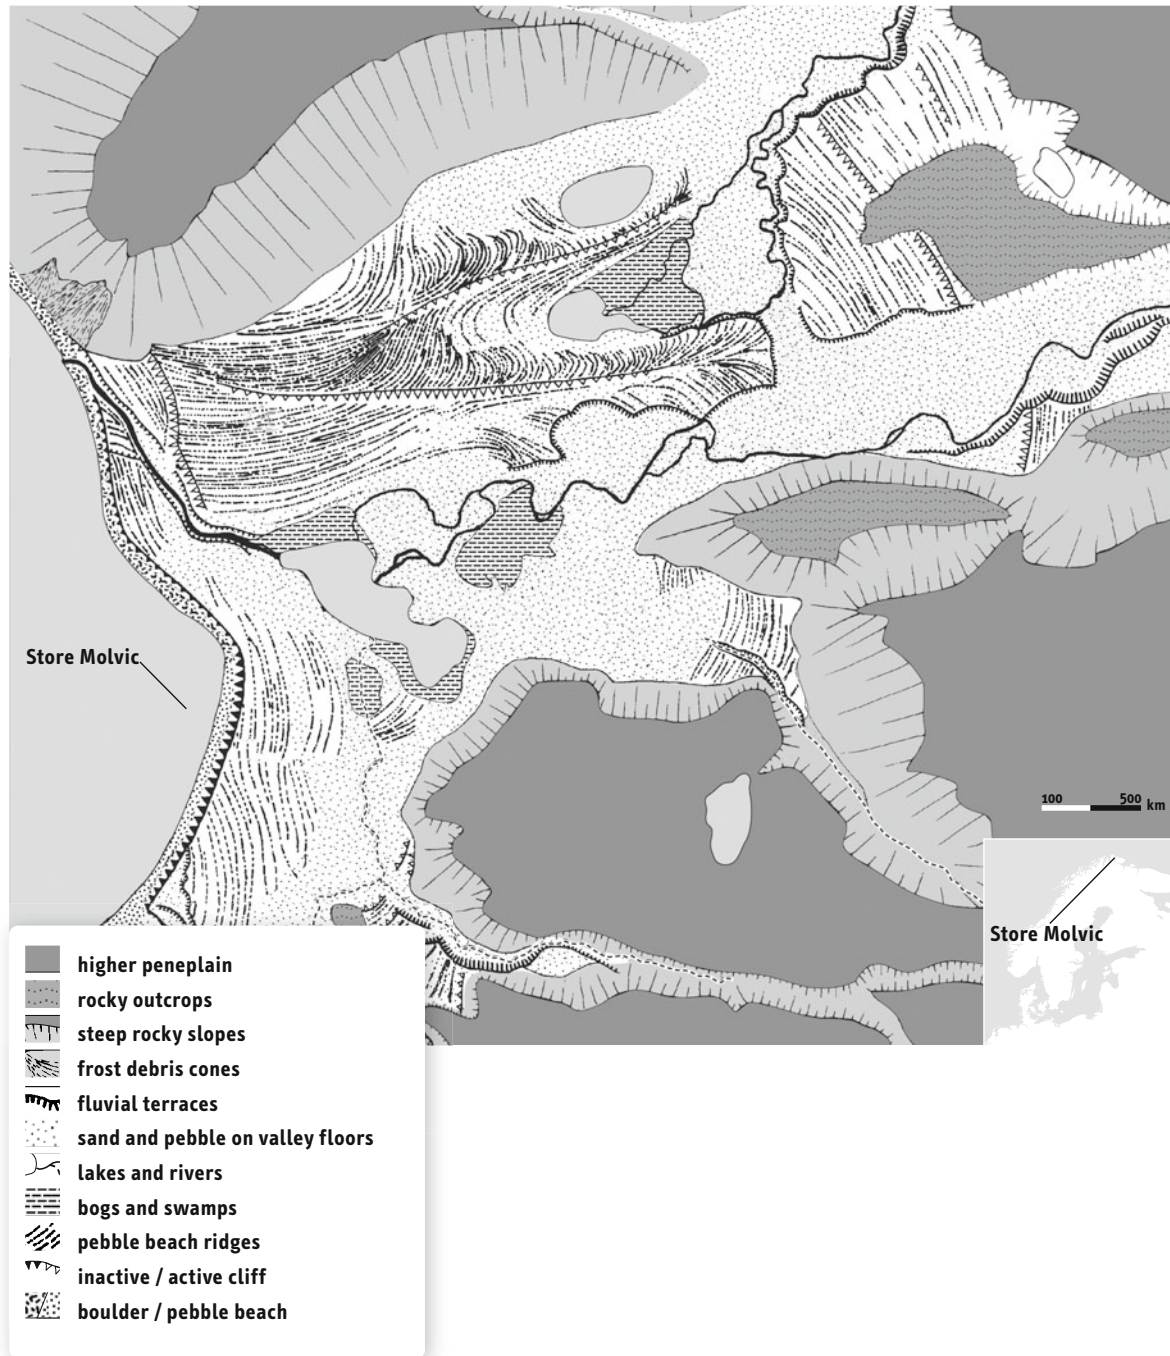 Store Molvic
100 500 km
Store Molvic
higher peneplain
rocky outcrops
steep rocky slopes
frost debris cones
fluvial terraces
sand and pebble on valley floors
lakes and rivers
bogs and swamps
pebble beach ridges
inactive / active cliff
boulder / pebble beach